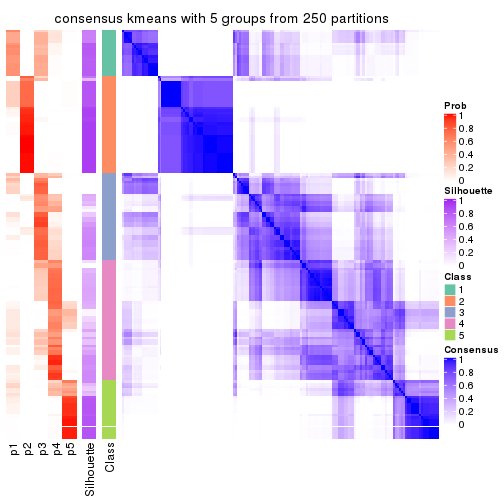 consensus kmeans with 5 groups from 250 partitions
Prob
1
0.8
0.6
0.4
0.2
0
Silhouette
1
0.8
0.6
0.4
0.2
0
Class
1
2
3
4
5
Consensus
1
0.8
0.6
0.4
0.2
0
p1
p2
p3
p4
p5
Silhouette
Class